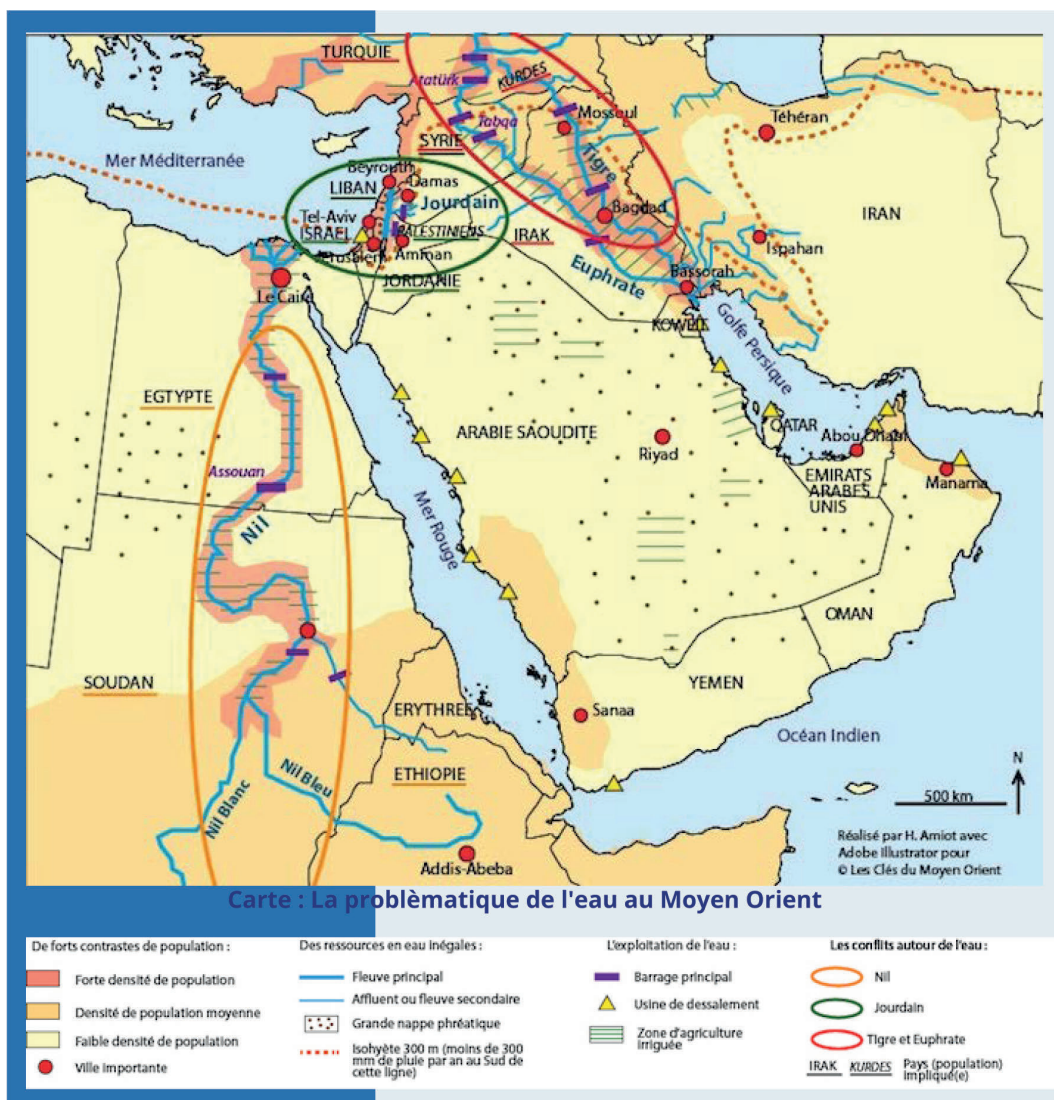 TURQUIE
Atatürk
KURDES
Mossoul
Téhéran
Tabqa
SYRIE
Tigre
Mer Méditerranée
Beyrouth
LIBAN
Damas
Jourdain
Bagdad
IRAN
Tel-Aviv
ISRAEL
PALESTINIENS
IRAK
Ispahan
Jérusalem
Amman
Euphrate
Bassorah
JORDANIE
Le Caire
KOWEIT
Golfe Persique
EGTYPTE
ARABIE SAOUDITE
Riyad
QATAR
Abou Dhabi
EMIRATS
ARABES
UNIS
Manama
Assouan
Nil
Mer Rouge
OMAN
SOUDAN
YEMEN
ERYTHREE
Sanaa
Océan Indien
ETHIOPIE
Nil Bleu
Nil Blanc
Addis-Abeba
N
500 km
Réalisé par H. Amiot avec
Adobe Illustrator pour
© Les Clés du Moyen Orient
Carte : La problèmatique de l'eau au Moyen Orient
De forts contrastes de population :
Forte densité de population
Densité de population moyenne
Faible densité de population
Ville importante
Des ressources en eau inégales :
Fleuve principal
Affluent ou fleuve secondaire
Grande nappe phréatique
Isohyète 300 m (moins de 300
mm de pluie par an au Sud de
cette ligne)
L'exploitation de l'eau :
Barrage principal
Usine de dessalement
Zone d'agriculture
irriguée
Les conflits autour de l'eau :
Nil
Jourdain
Tigre et Euphrate
IRAK KURDES Pays (population)
impliqué(e)